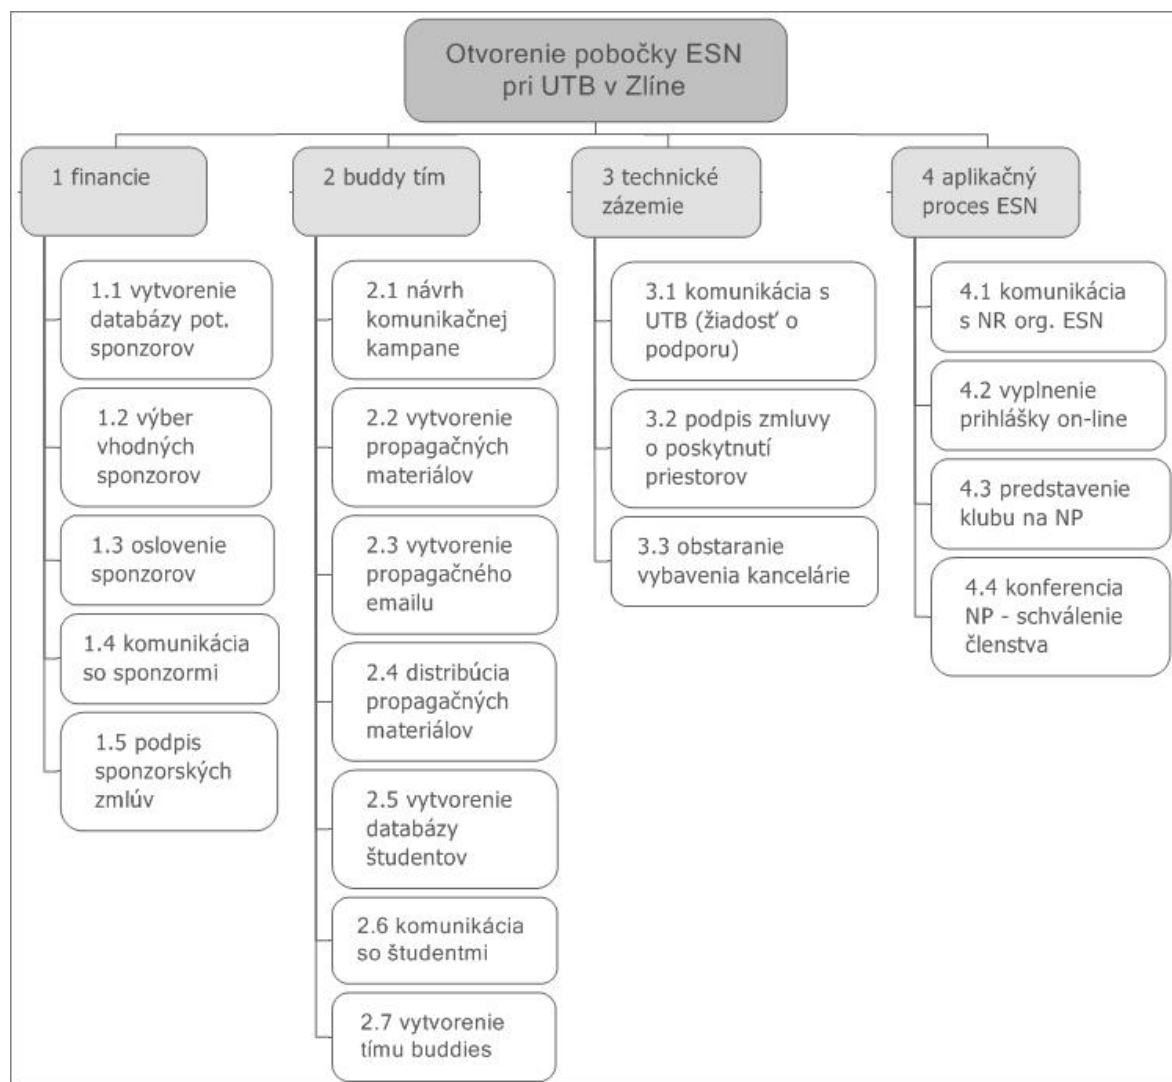 Otvorenie pobočky ESN
pri UTB v Zlíne
1 financie
2 buddy tím
3 technické
zázemie
4 aplikačný
proces ESN
1.1 vytvorenie
databázy pot.
sponzorov
1.2 výber
vhodných
sponzorov
1.3 oslovenie
sponzorov
1.4 komunikácia
so sponzormi
1.5 podpis
sponzorských
zmlúv
2.1 návrh
komunikačnej
kampane
2.2 vytvorenie
propagačných
materiálov
2.3 vytvorenie
propagačného
emailu
2.4 distribúcia
propagačných
materiálov
2.5 vytvorenie
databázy
študentov
2.6 komunikácia
so študentmi
2.7 vytvorenie
tímu buddies
3.1 komunikácia s
UTB (žiadosť o
podporu)
3.2 podpis zmluvy
o poskytnutí
priestorov
3.3 obstaranie
vybavenia kancelárie
4.1 komunikácia
s NR org. ESN
4.2 vyplnenie
prihlášky on-line
4.3 predstavenie
klubu na NP
4.4 konferencia
NP - schválenie
členstva